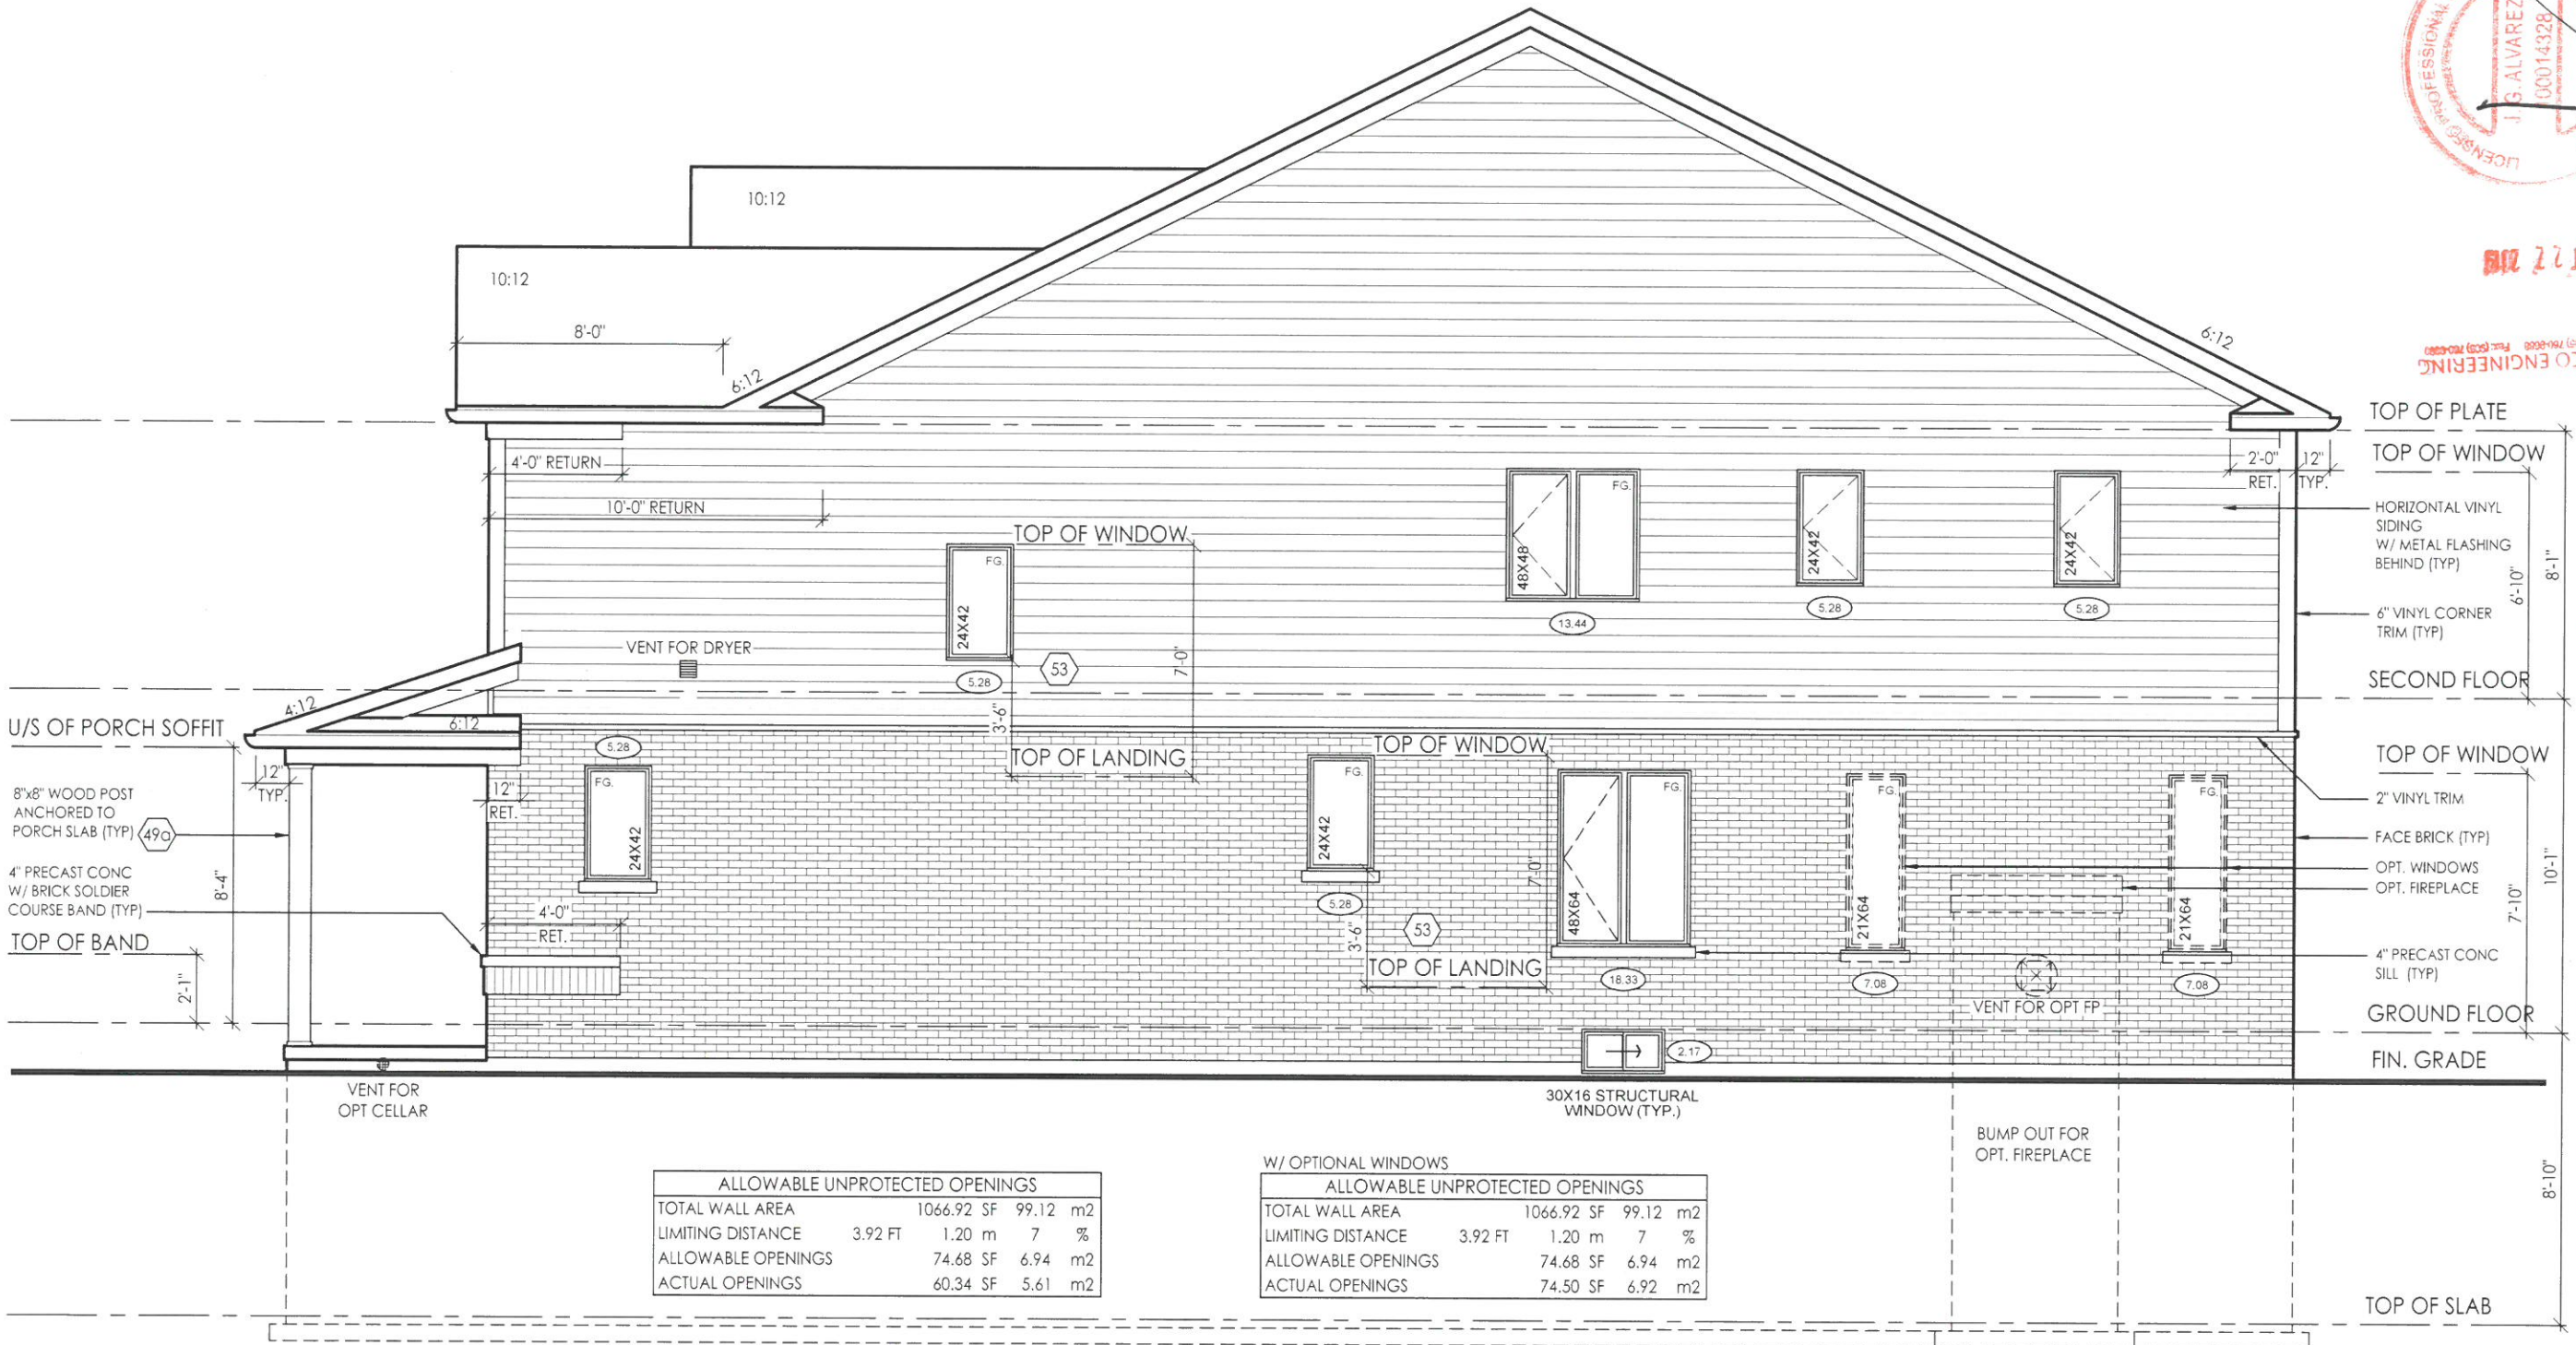 LICENSED PROFESSIONAL
J.G. ALVAREZ
100014328
CO ENGINEERING
10:12
10:12
8'-0"
6:12
6:12
TOP OF PLATE
4'-0" RETURN
10'-0" RETURN
2'-0"
RET.
12"
TYP.
TOP OF WINDOW
HORIZONTAL VINYL
SIDING
W/ METAL FLASHING
BEHIND (TYP)
6" VINYL CORNER
TRIM (TYP)
6'-10"
8'-1"
TOP OF WINDOW
FG.
24X42
5.28
53
7'-0"
3'-6"
TOP OF LANDING
VENT FOR DRYER
FG.
48X48
13.44
24X42
5.28
24X42
5.28
SECOND FLOOR
4:12
6:12
U/S OF PORCH SOFFIT
12"
TYP.
8"x8" WOOD POST
ANCHORED TO
PORCH SLAB (TYP)
49a
4" PRECAST CONC
W/ BRICK SOLDIER
COURSE BAND (TYP)
TOP OF BAND
2'-1"
8'-4"
12"
RET.
5.28
FG.
24X42
4'-0"
RET.
TOP OF WINDOW
FG.
24X42
5.28
3'-6"
53
7'-0"
TOP OF LANDING
FG.
48X64
18.33
FG.
21X64
7.08
FG.
21X64
7.08
VENT FOR OPT FP
TOP OF WINDOW
2" VINYL TRIM
FACE BRICK (TYP)
OPT. WINDOWS
OPT. FIREPLACE
4" PRECAST CONC
SILL (TYP)
7'-10"
10'-1"
GROUND FLOOR
FIN. GRADE
2.17
30X16 STRUCTURAL
WINDOW (TYP.)
VENT FOR
OPT CELLAR
BUMP OUT FOR
OPT. FIREPLACE
8'-10"
ALLOWABLE UNPROTECTED OPENINGS
TOTAL WALL AREA 1066.92 SF 99.12 m2
LIMITING DISTANCE 3.92 FT 1.20 m 7 %
ALLOWABLE OPENINGS 74.68 SF 6.94 m2
ACTUAL OPENINGS 60.34 SF 5.61 m2
W/ OPTIONAL WINDOWS
ALLOWABLE UNPROTECTED OPENINGS
TOTAL WALL AREA 1066.92 SF 99.12 m2
LIMITING DISTANCE 3.92 FT 1.20 m 7 %
ALLOWABLE OPENINGS 74.68 SF 6.94 m2
ACTUAL OPENINGS 74.50 SF 6.92 m2
TOP OF SLAB